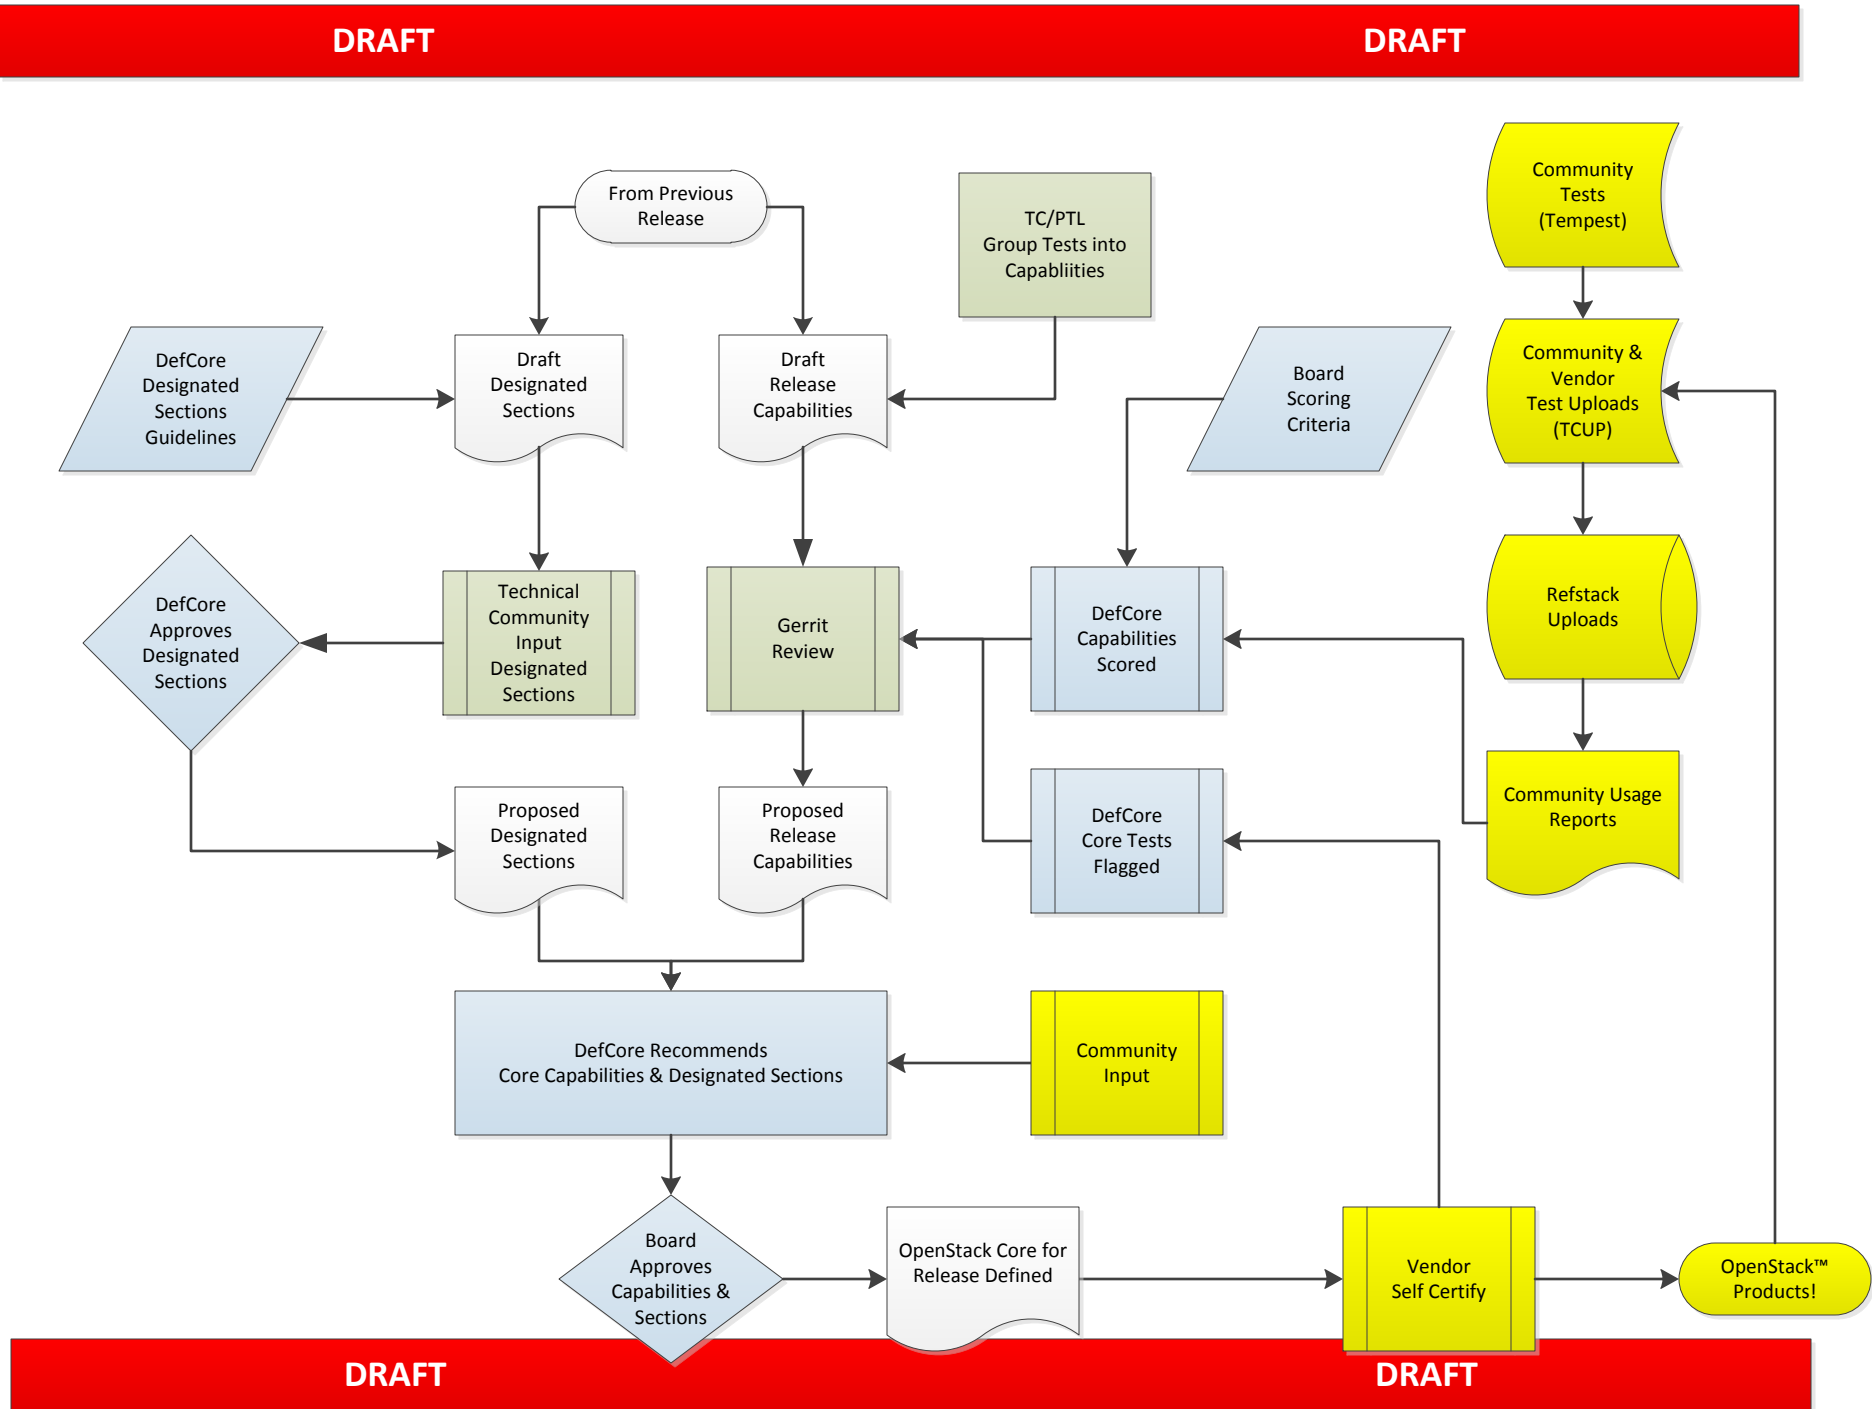 DRAFT
DRAFT
From Previous
Release
TC/PTL
Group Tests into
Capabliities
Community
Tests
(Tempest)
DefCore
Designated
Sections
Guidelines
Draft
Designated
Sections
Draft
Release
Capabilities
Board
Scoring
Criteria
Community &
Vendor
Test Uploads
(TCUP)
DefCore
Approves
Designated
Sections
Technical
Community
Input
Designated
Sections
Gerrit
Review
DefCore
Capabilities
Scored
Refstack
Uploads
Proposed
Designated
Sections
Proposed
Release
Capabilities
DefCore
Core Tests
Flagged
Community Usage
Reports
DefCore Recommends
Core Capabilities & Designated Sections
Community
Input
Board
Approves
Capabilities &
Sections
OpenStack Core for
Release Defined
Vendor
Self Certify
OpenStack™
Products!
DRAFT
DRAFT